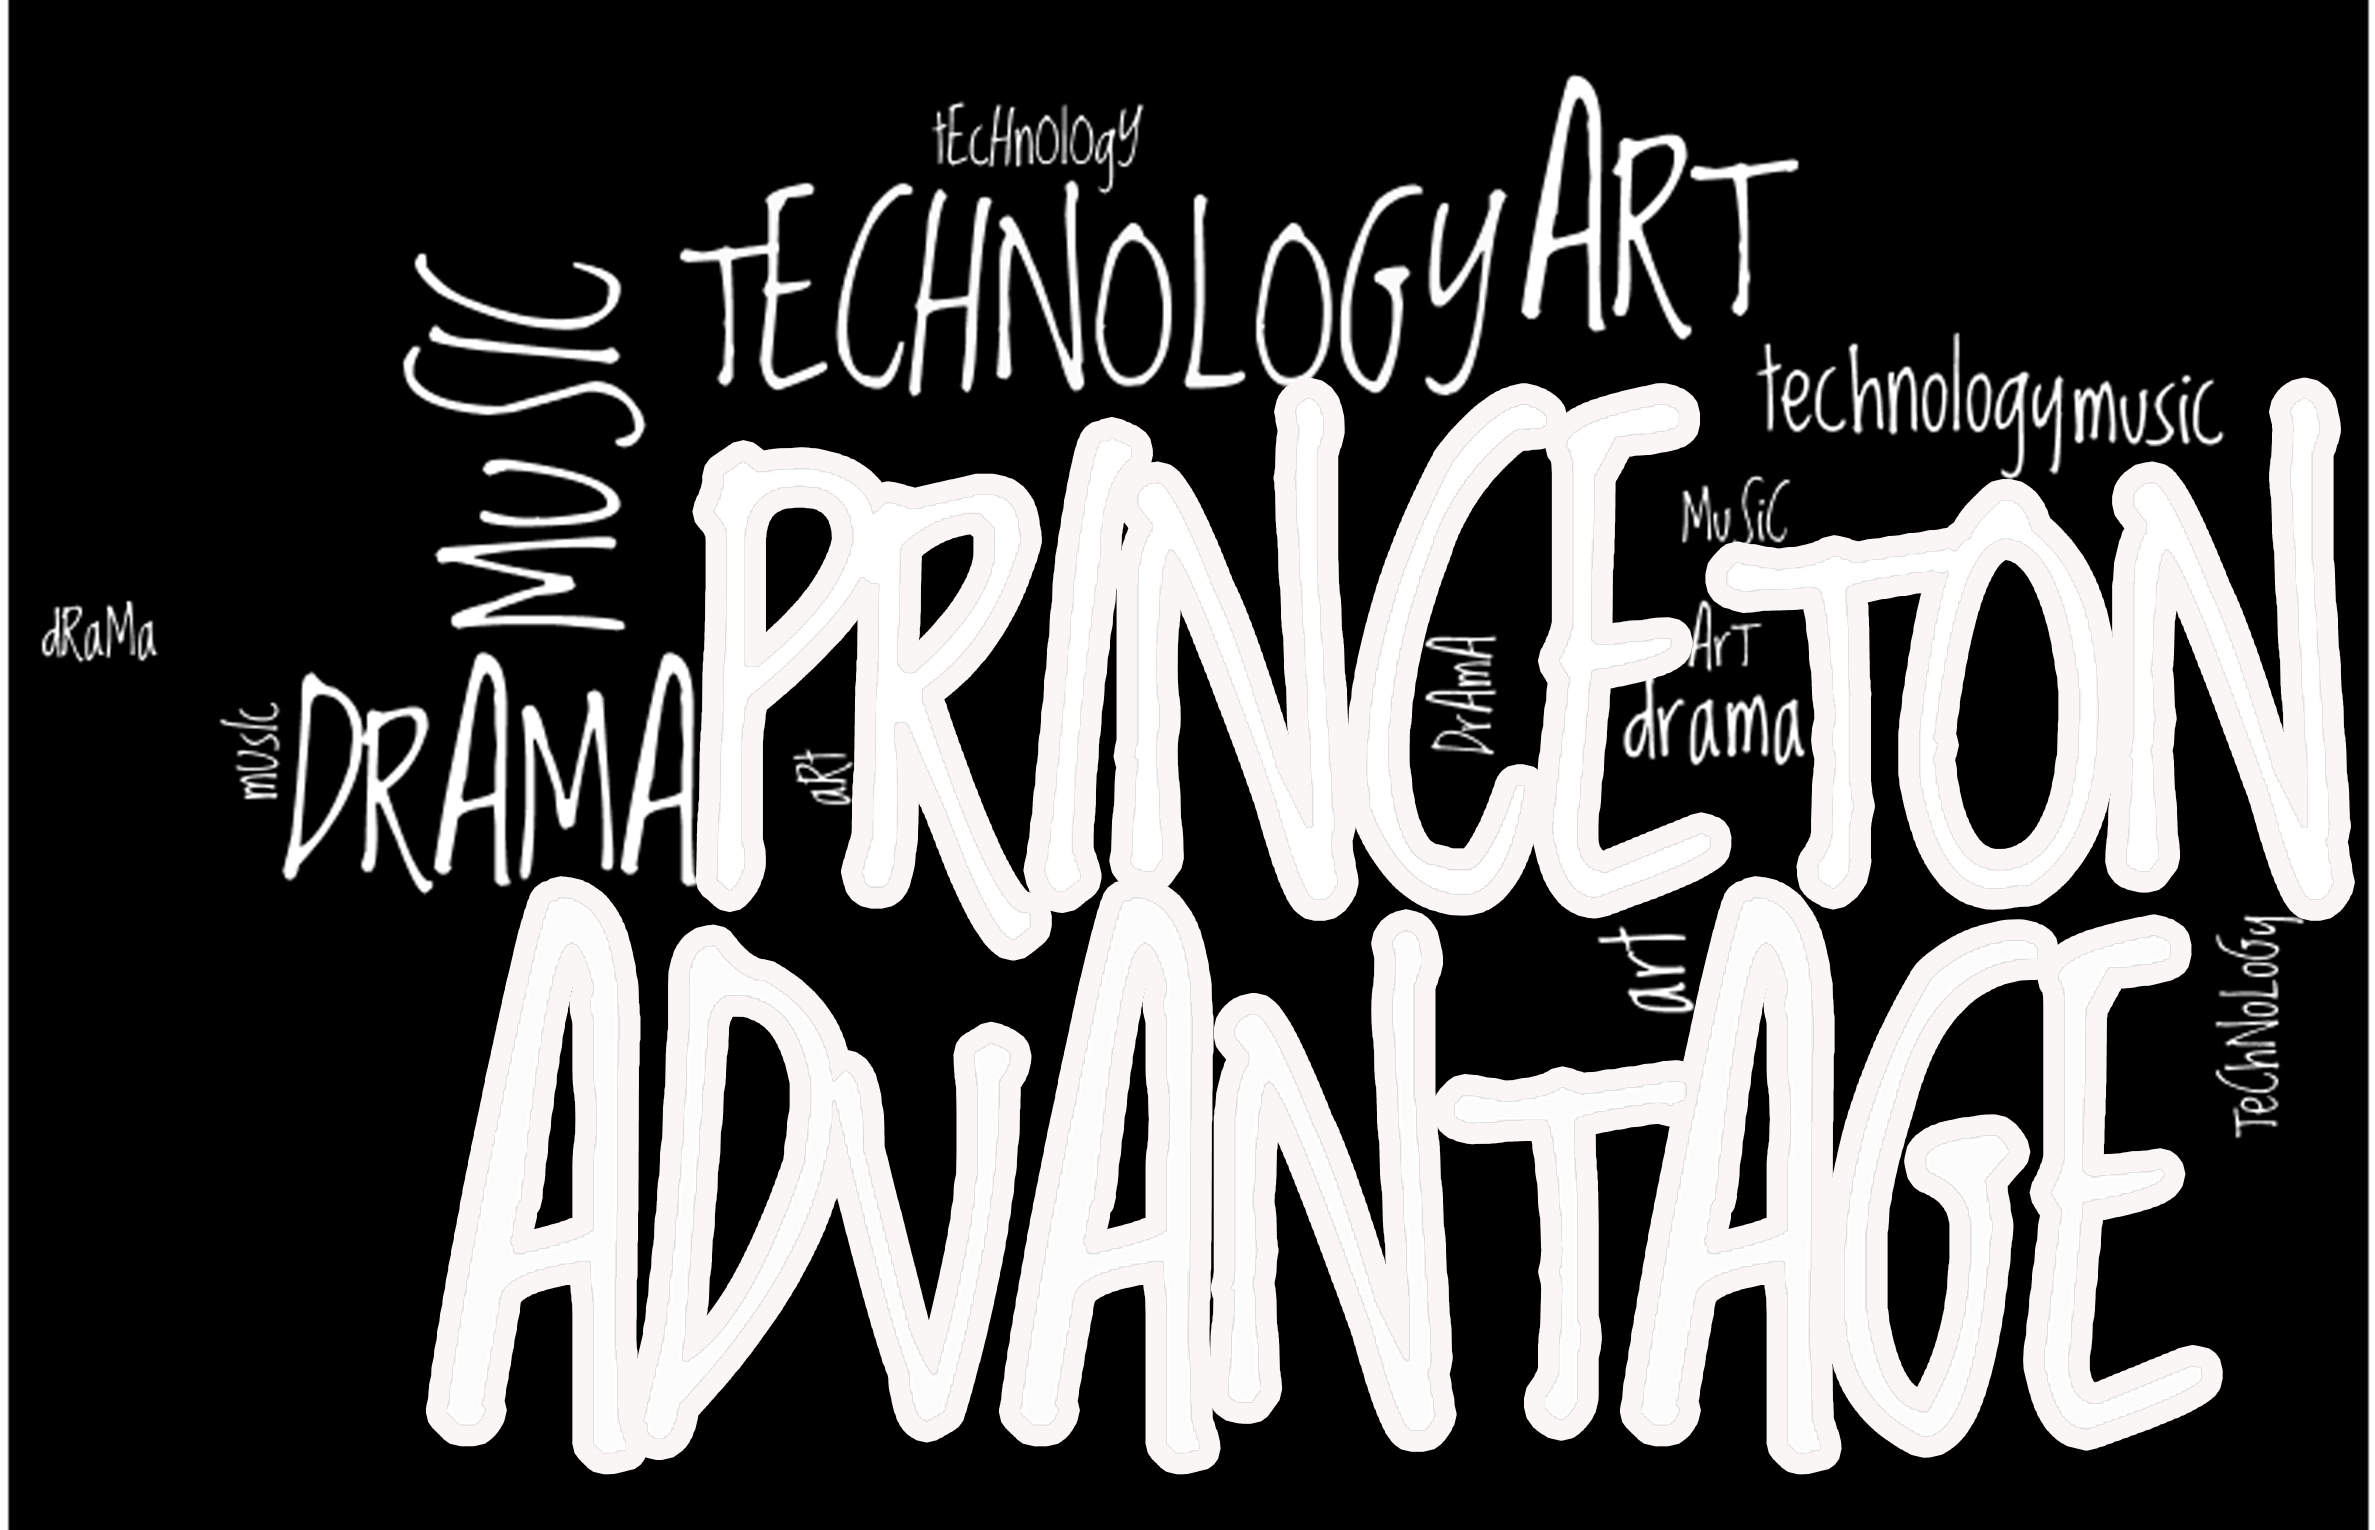 tEcHnOlOgY
TECHNOLOGY ART
MuSIC
technology music
PRINCETON
MuSiC
dRaMa
ArT
DrAmA
drama
mUsIc
DRAMA
aRt
ADVANTAGE
art
TeChNoLoGy